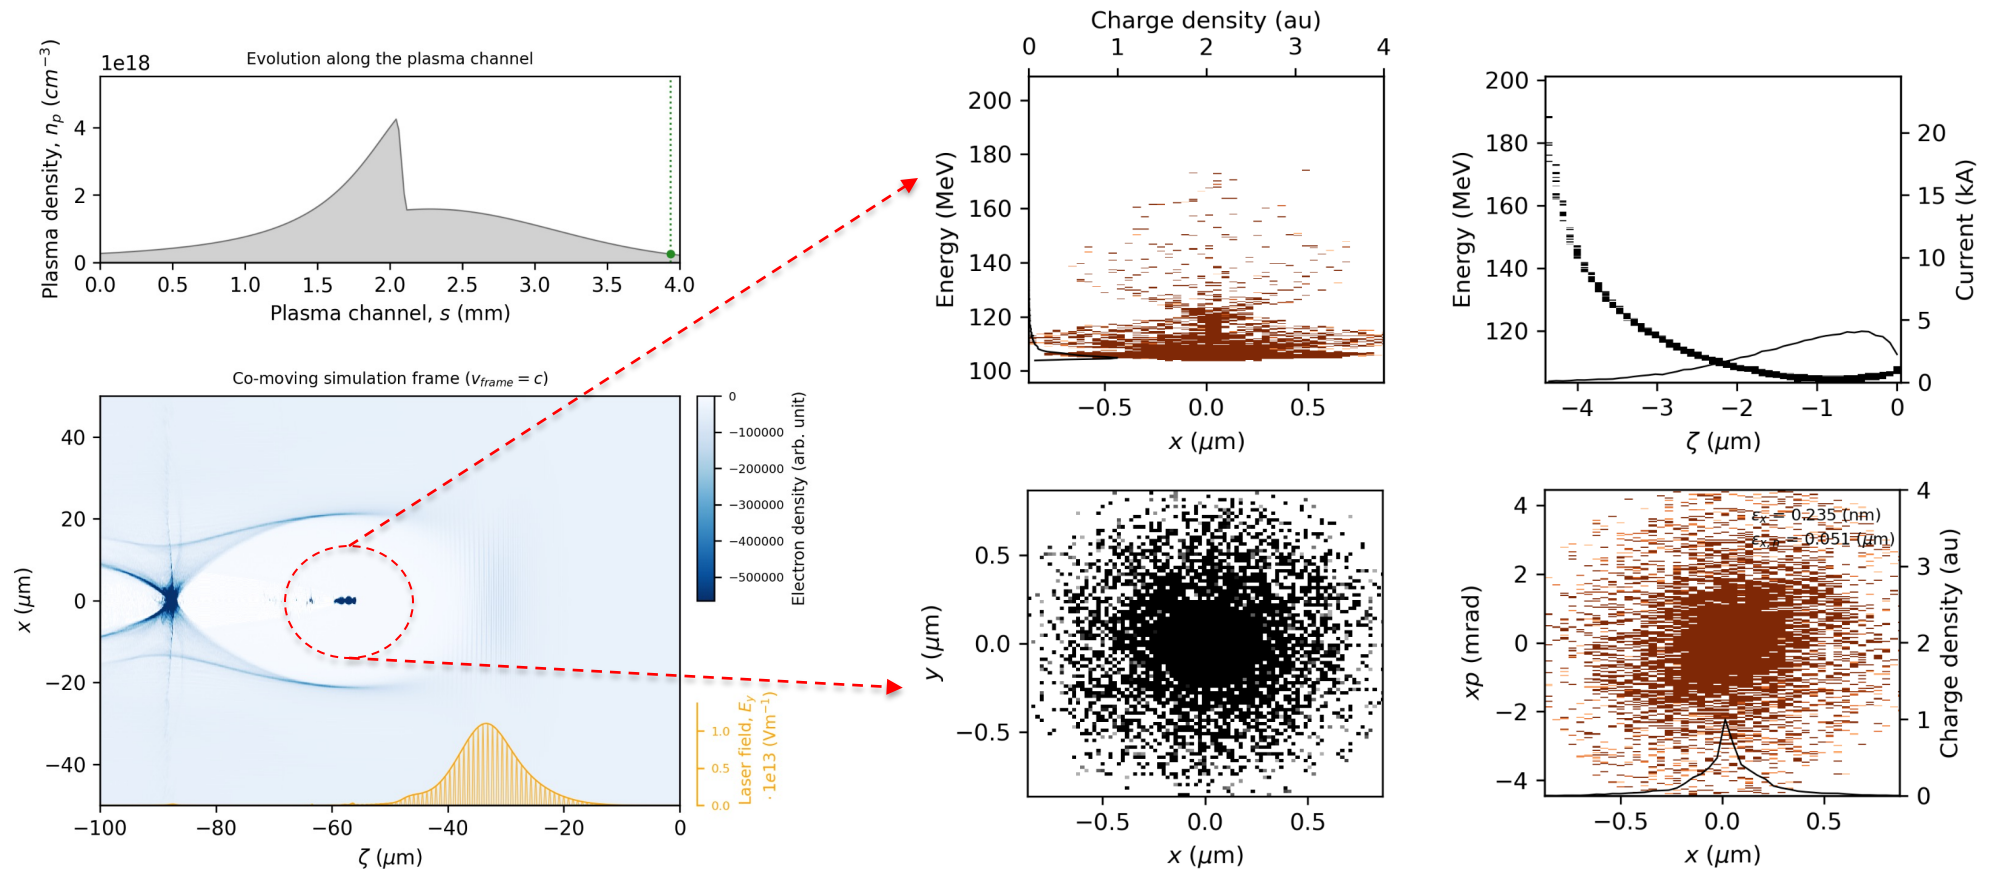 Evolution along the plasma channel
1e18
Plasma density, n_p (cm⁻³)
4
2
0
0.0 0.5 1.0 1.5 2.0 2.5 3.0 3.5 4.0
Plasma channel, s (mm)
Co-moving simulation frame (v_frame = c)
x (μm)
40
20
0
−20
−40
−100 −80 −60 −40 −20 0
ζ (μm)
0
−100000
−200000
−300000
−400000
−500000
Electron density (arb. unit)
1.0
0.5
0.0
Laser field, E_y
· 1e13 (Vm⁻¹)
Charge density (au)
0 1 2 3 4
Energy (MeV)
200
180
160
140
120
100
−0.5 0.0 0.5
x (μm)
Energy (MeV)
200
180
160
140
120
20
15
10
5
0
Current (kA)
−4 −3 −2 −1 0
ζ (μm)
y (μm)
0.5
0.0
−0.5
−0.5 0.0 0.5
x (μm)
xp (mrad)
4
2
0
−2
−4
ε_x = 0.235 (nm)
ε_x,n = 0.051 (μm)
4
3
2
1
0
Charge density (au)
−0.5 0.0 0.5
x (μm)